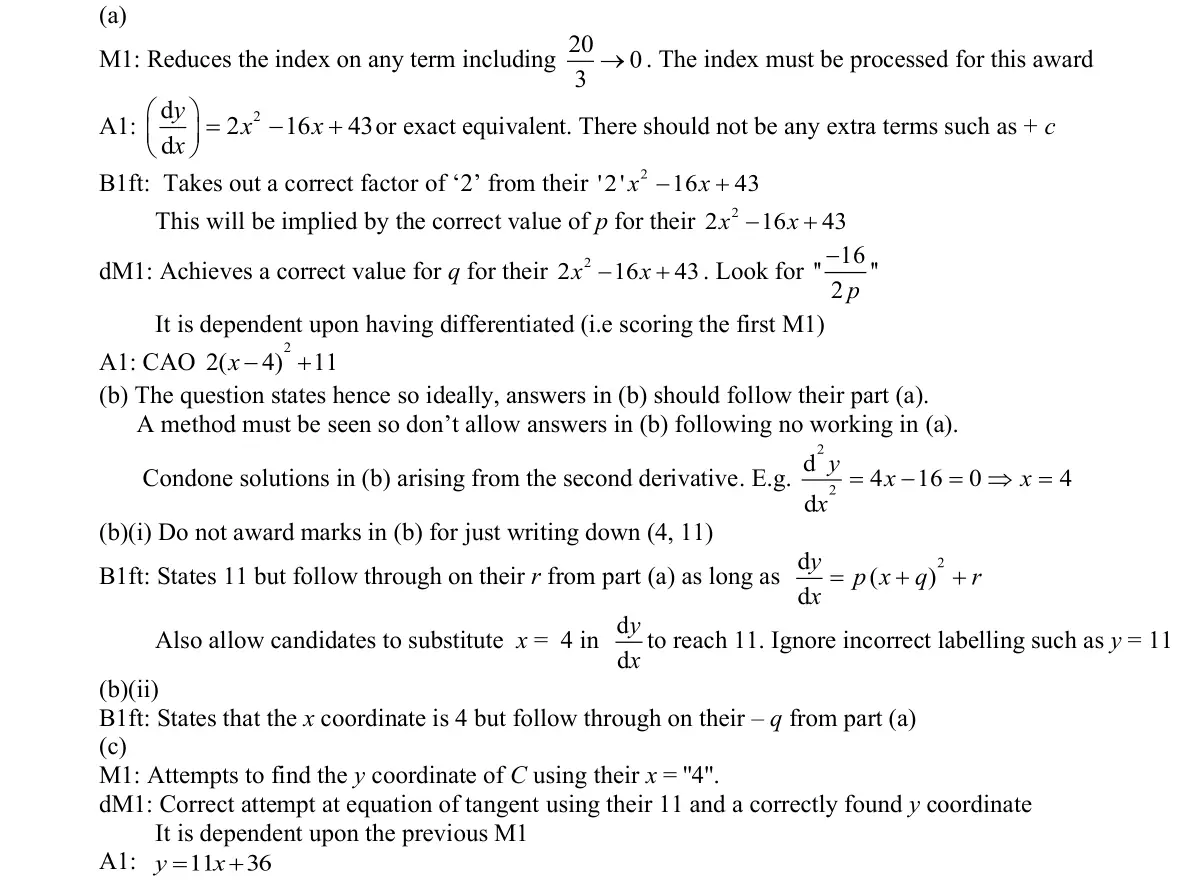 (a)
M1: Reduces the index on any term including 20/3 → 0. The index must be processed for this award
A1: (dy/dx) = 2x² − 16x + 43 or exact equivalent. There should not be any extra terms such as + c
B1ft: Takes out a correct factor of ‘2’ from their '2'x² − 16x + 43
This will be implied by the correct value of p for their 2x² − 16x + 43
dM1: Achieves a correct value for q for their 2x² − 16x + 43. Look for "−16/2p"
It is dependent upon having differentiated (i.e scoring the first M1)
A1: CAO 2(x − 4)² + 11
(b) The question states hence so ideally, answers in (b) should follow their part (a).
A method must be seen so don’t allow answers in (b) following no working in (a).
Condone solutions in (b) arising from the second derivative. E.g. d²y/dx² = 4x − 16 = 0 ⇒ x = 4
(b)(i) Do not award marks in (b) for just writing down (4, 11)
B1ft: States 11 but follow through on their r from part (a) as long as dy/dx = p(x + q)² + r
Also allow candidates to substitute x = 4 in dy/dx to reach 11. Ignore incorrect labelling such as y = 11
(b)(ii)
B1ft: States that the x coordinate is 4 but follow through on their – q from part (a)
(c)
M1: Attempts to find the y coordinate of C using their x = "4".
dM1: Correct attempt at equation of tangent using their 11 and a correctly found y coordinate
It is dependent upon the previous M1
A1: y = 11x + 36